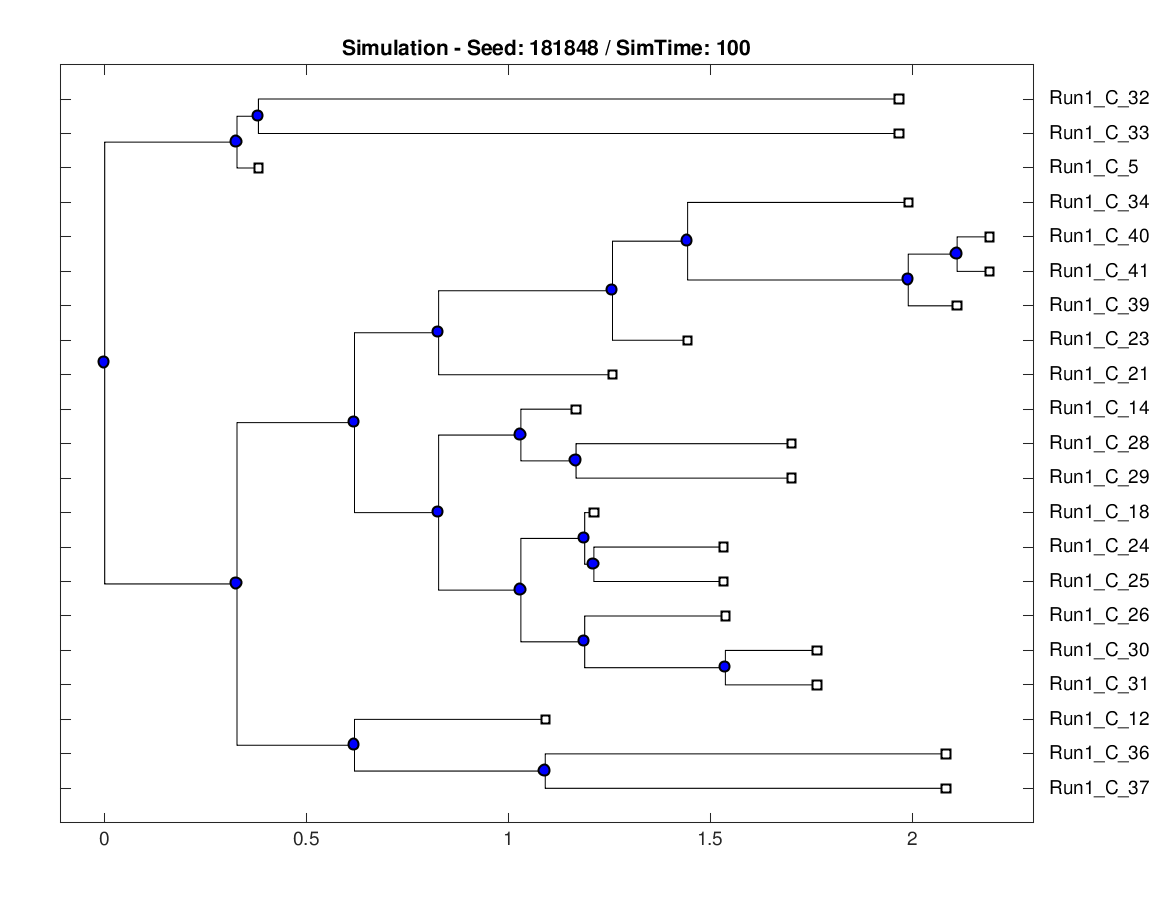 Simulation - Seed: 181848 / SimTime: 100
Run1_C_32
Run1_C_33
Run1_C_5
Run1_C_34
Run1_C_40
Run1_C_41
Run1_C_39
Run1_C_23
Run1_C_21
Run1_C_14
Run1_C_28
Run1_C_29
Run1_C_18
Run1_C_24
Run1_C_25
Run1_C_26
Run1_C_30
Run1_C_31
Run1_C_12
Run1_C_36
Run1_C_37
0 0.5 1 1.5 2